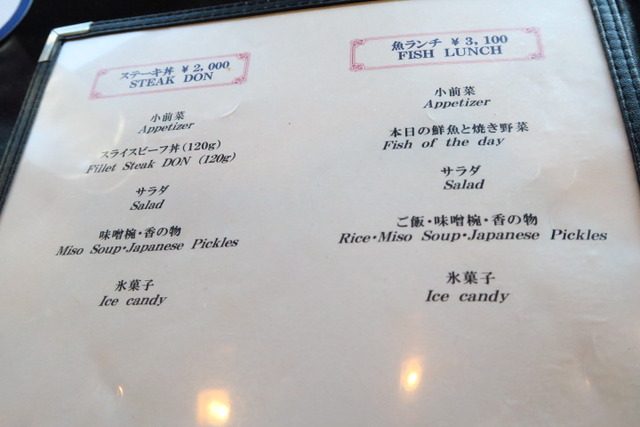 ステーキ丼 ¥2,000
STEAK DON
小前菜
Appetizer
スライスビーフ丼(120g)
Fillet Steak DON (120g)
サラダ
Salad
味噌椀・香の物
Miso Soup・Japanese Pickles
氷菓子
Ice candy
魚ランチ ¥3,100
FISH LUNCH
小前菜
Appetizer
本日の鮮魚と焼き野菜
Fish of the day
サラダ
Salad
ご飯・味噌椀・香の物
Rice・Miso Soup・Japanese Pickles
氷菓子
Ice candy